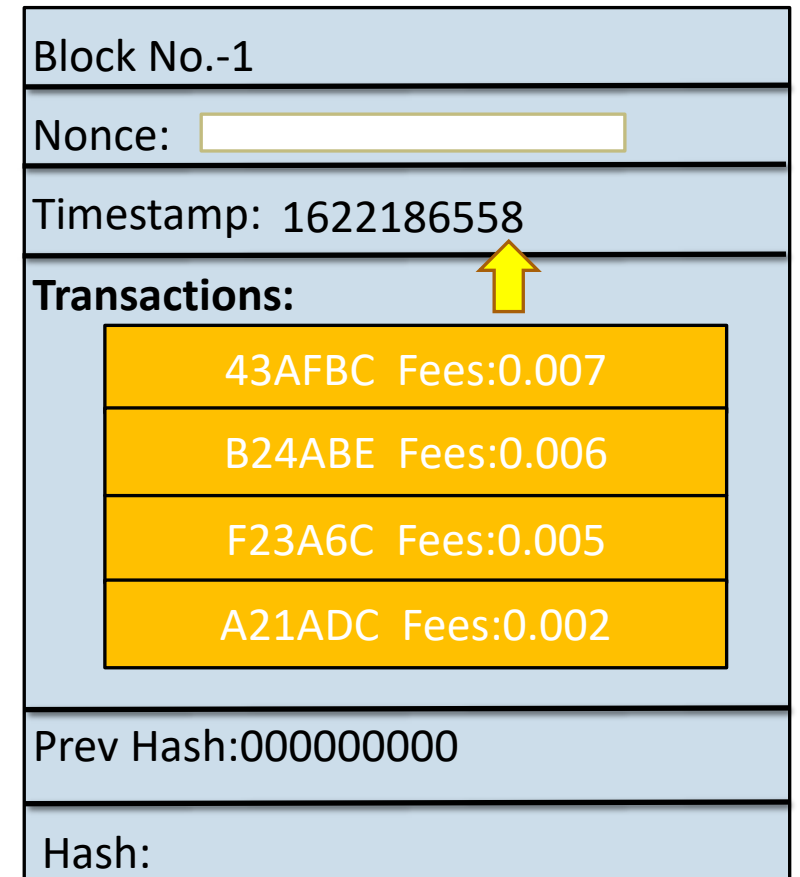 Block No.-1
Nonce:
Timestamp: 1622186558
Transactions:
43AFBC Fees:0.007
B24ABE Fees:0.006
F23A6C Fees:0.005
A21ADC Fees:0.002
Prev Hash:000000000
Hash: